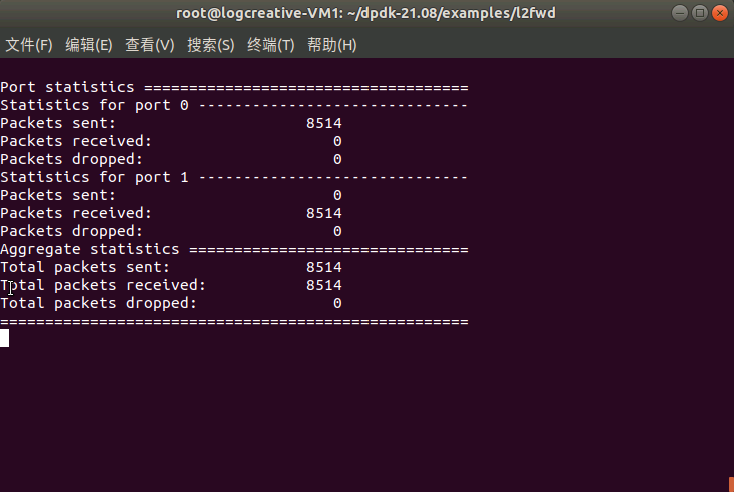 root@logcreative-VM1: ~/dpdk-21.08/examples/l2fwd
文件(F) 编辑(E) 查看(V) 搜索(S) 终端(T) 帮助(H)
Port statistics ====================================
Statistics for port 0 ------------------------------
Packets sent:                     8514
Packets received:                    0
Packets dropped:                     0
Statistics for port 1 ------------------------------
Packets sent:                        0
Packets received:                 8514
Packets dropped:                     0
Aggregate statistics ===============================
Total packets sent:               8514
Total packets received:           8514
Total packets dropped:               0
====================================================